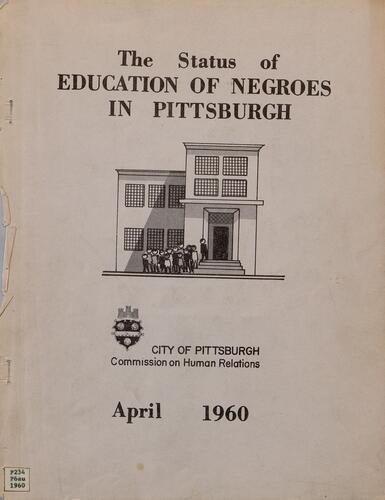 The Status of
EDUCATION OF NEGROES
IN PITTSBURGH
CITY OF PITTSBURGH
Commission on Human Relations
April 1960
P234
P6au
1960